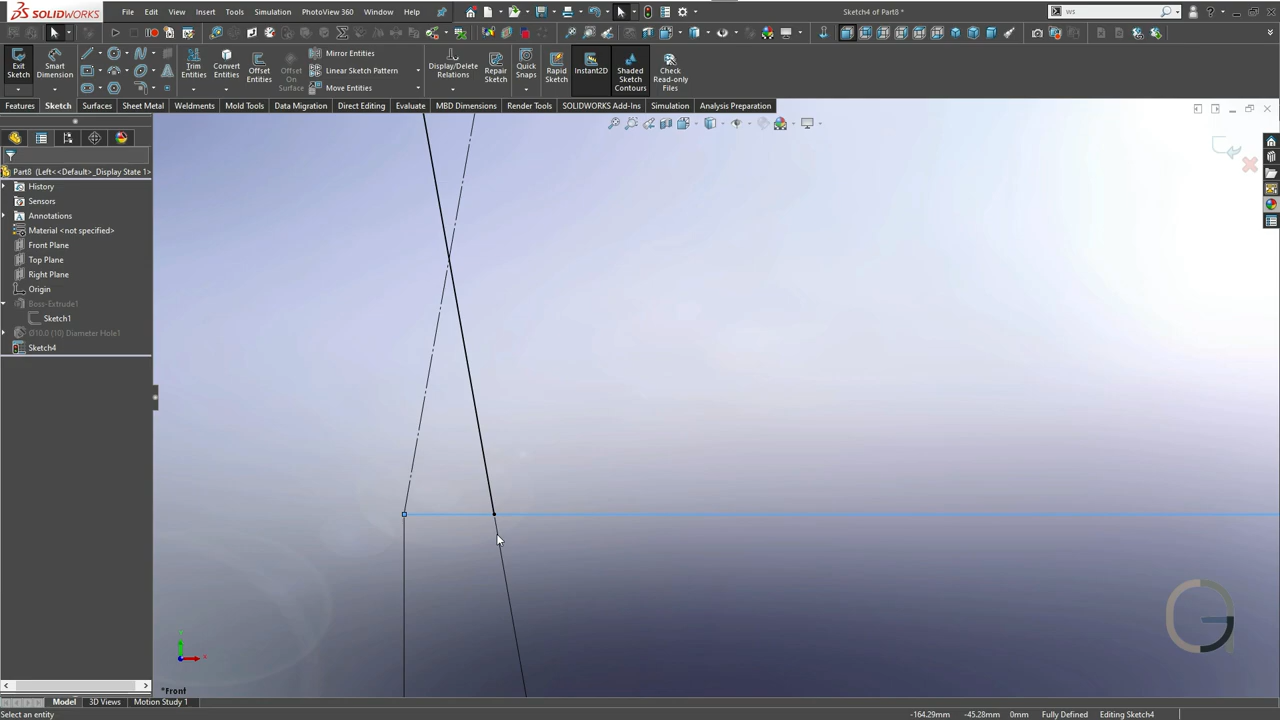 SOLIDWORKS
File
Edit
View
Insert
Tools
Simulation
PhotoView 360
Window
Help
Sketch4 of Part8 *
ws
Exit Sketch
Smart Dimension
Trim Entities
Convert Entities
Offset Entities
Offset On Surface
Mirror Entities
Linear Sketch Pattern
Move Entities
Display/Delete Relations
Repair Sketch
Quick Snaps
Rapid Sketch
Instant2D
Shaded Sketch Contours
Check Read-only Files
Features
Sketch
Surfaces
Sheet Metal
Weldments
Mold Tools
Data Migration
Direct Editing
Evaluate
MBD Dimensions
Render Tools
SOLIDWORKS Add-Ins
Simulation
Analysis Preparation
Part8 (Left<<Default>_Display State 1>
History
Sensors
Annotations
Material <not specified>
Front Plane
Top Plane
Right Plane
Origin
Boss-Extrude1
Sketch1
Ø10.0 (10) Diameter Hole1
Sketch4
*Front
Model
3D Views
Motion Study 1
Select an entity
-164.29mm
-45.28mm
0mm
Fully Defined
Editing Sketch4